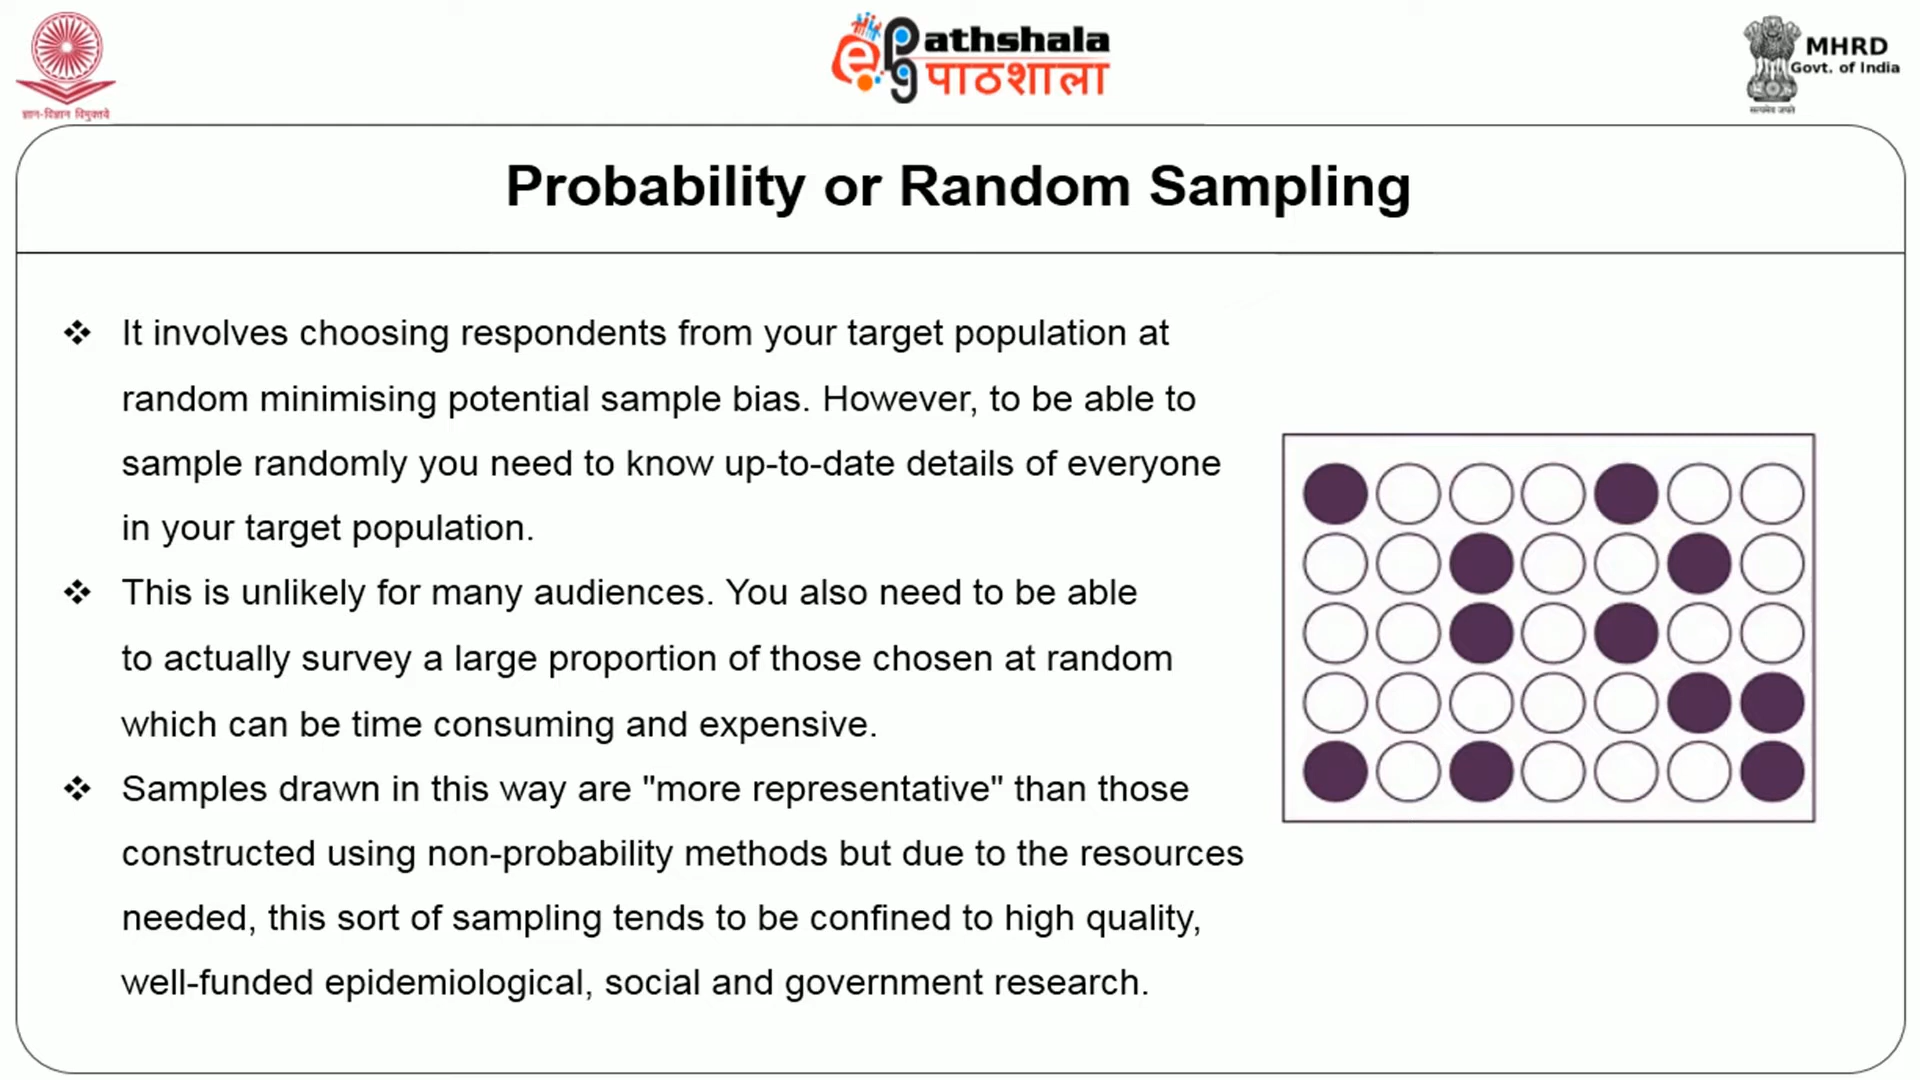 ज्ञान-विज्ञान विमुक्तये
e
pg
athshala
पाठशाला
MHRD
Govt. of India
सत्यमेव जयते
Probability or Random Sampling
It involves choosing respondents from your target population at
random minimising potential sample bias. However, to be able to
sample randomly you need to know up-to-date details of everyone
in your target population.
This is unlikely for many audiences. You also need to be able
to actually survey a large proportion of those chosen at random
which can be time consuming and expensive.
Samples drawn in this way are "more representative" than those
constructed using non-probability methods but due to the resources
needed, this sort of sampling tends to be confined to high quality,
well-funded epidemiological, social and government research.